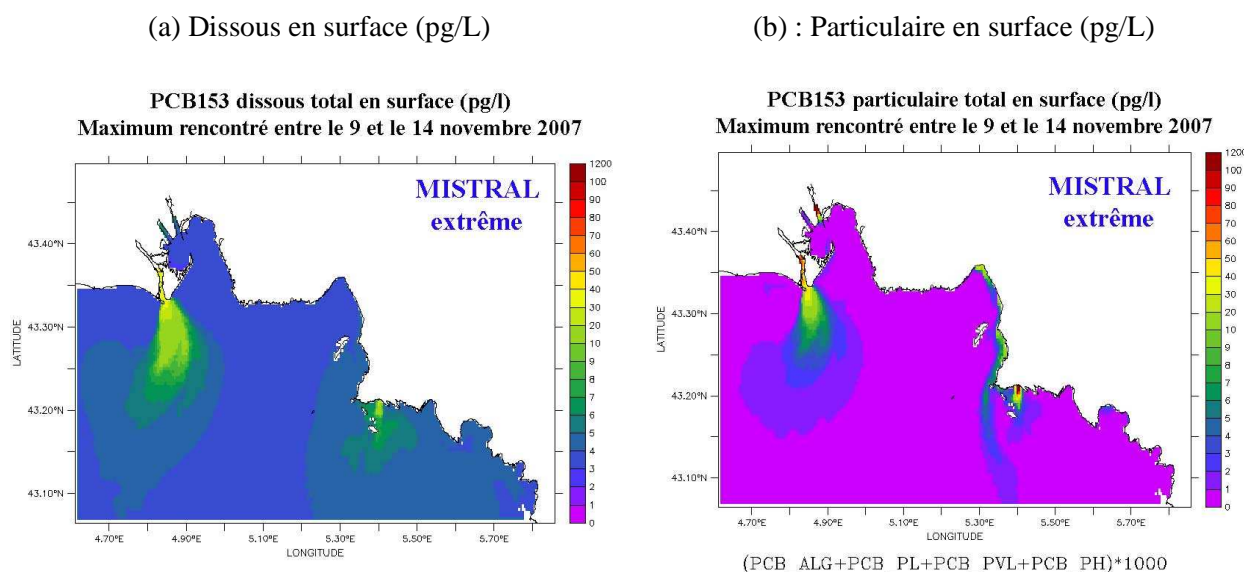 (a) Dissous en surface (pg/L)
(b) : Particulaire en surface (pg/L)
PCB153 dissous total en surface (pg/l)
Maximum rencontré entre le 9 et le 14 novembre 2007
MISTRAL
extrême
1200
100
90
80
70
60
50
40
30
20
10
9
8
7
6
5
4
3
2
1
0
43.40°N
43.30°N
43.20°N
43.10°N
LATITUDE
4.70°E
4.90°E
5.10°E
5.30°E
5.50°E
5.70°E
LONGITUDE
PCB153 particulaire total en surface (pg/l)
Maximum rencontré entre le 9 et le 14 novembre 2007
MISTRAL
extrême
1200
100
90
80
70
60
50
40
30
20
10
9
8
7
6
5
4
3
2
1
0
43.40°N
43.30°N
43.20°N
43.10°N
LATITUDE
4.70°E
4.90°E
5.10°E
5.30°E
5.50°E
5.70°E
LONGITUDE
(PCB ALG+PCB PL+PCB PVL+PCB PH)*1000